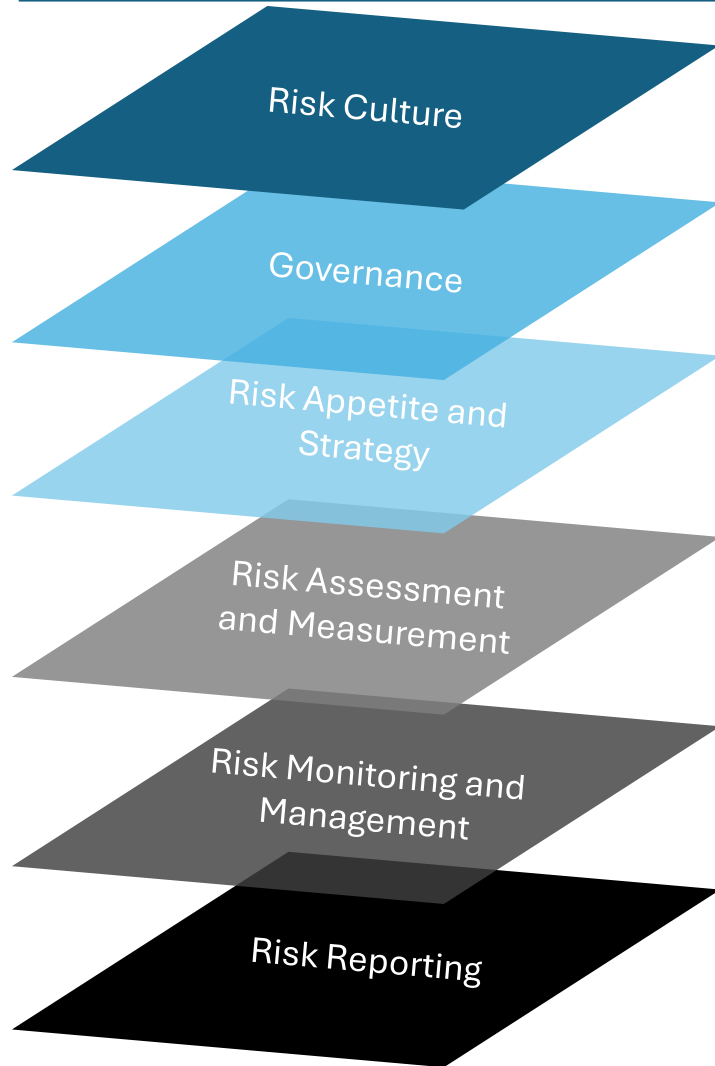 Risk Culture
Governance
Risk Appetite and
Strategy
Risk Assessment
and Measurement
Risk Monitoring and
Management
Risk Reporting